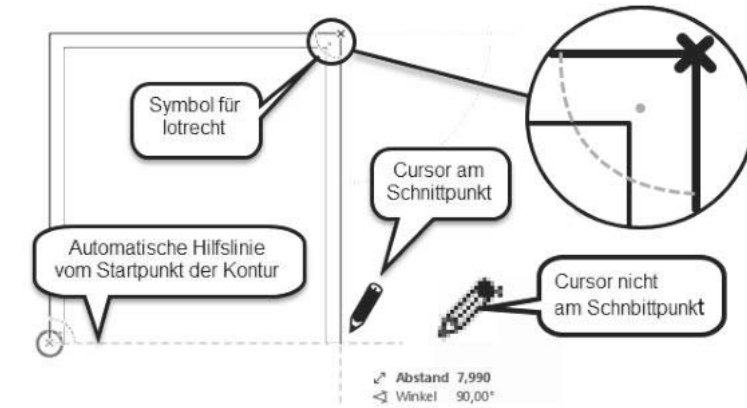 Symbol für
lotrecht
Cursor am
Schnittpunkt
Automatische Hilfslinie
vom Startpunkt der Kontur
Cursor nicht
am Schnbittpunkt
Abstand 7,990
Winkel 90,00°